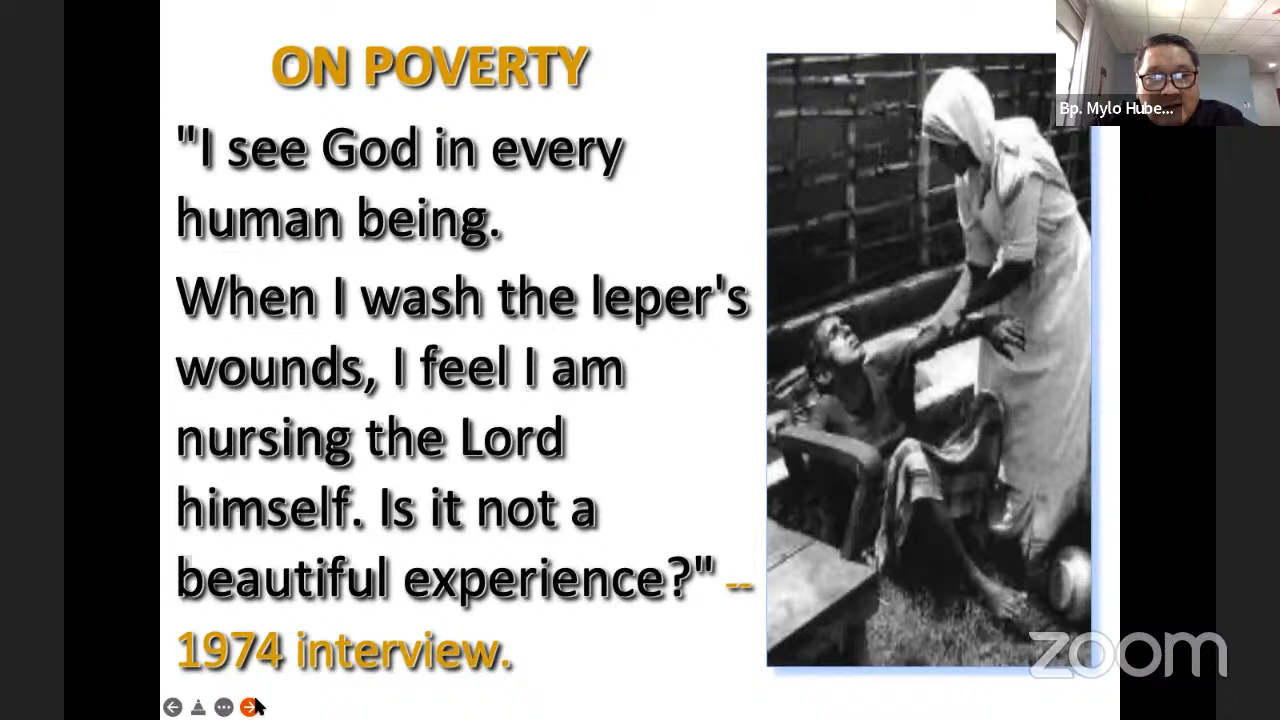 ON POVERTY
"I see God in every
human being.
When I wash the leper's
wounds, I feel I am
nursing the Lord
himself. Is it not a
beautiful experience?" --
1974 interview.
Bp. Mylo Hube...
zoom